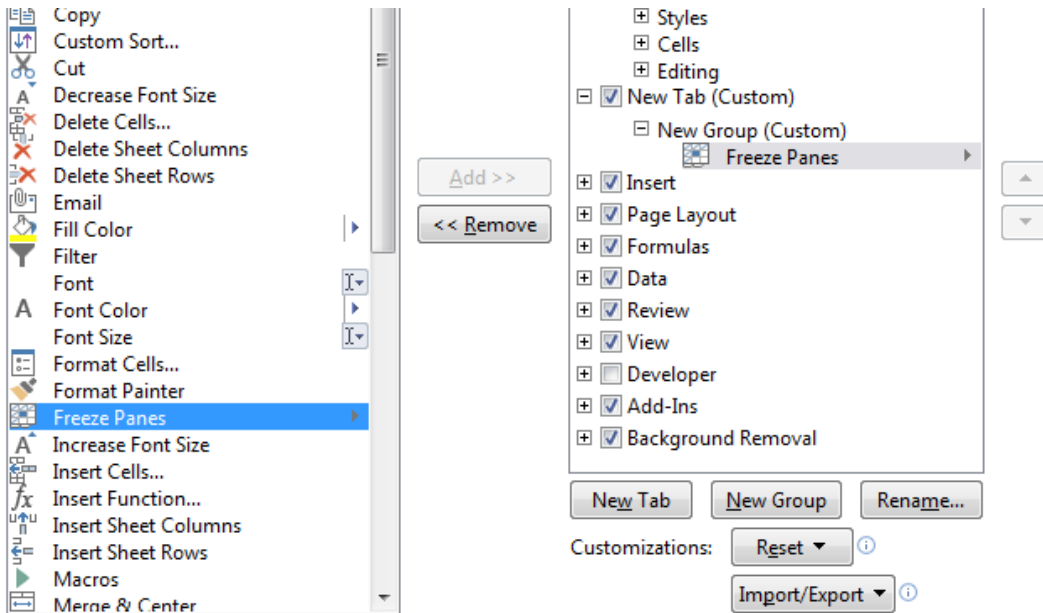 Copy
Custom Sort...
Cut
Decrease Font Size
Delete Cells...
Delete Sheet Columns
Delete Sheet Rows
Email
Fill Color
Filter
Font
Font Color
Font Size
Format Cells...
Format Painter
Freeze Panes
Increase Font Size
Insert Cells...
Insert Function...
Insert Sheet Columns
Insert Sheet Rows
Macros
Merge & Center
Add >>
<< Remove
Styles
Cells
Editing
New Tab (Custom)
New Group (Custom)
Freeze Panes
Insert
Page Layout
Formulas
Data
Review
View
Developer
Add-Ins
Background Removal
New Tab
New Group
Rename...
Customizations:
Reset
Import/Export